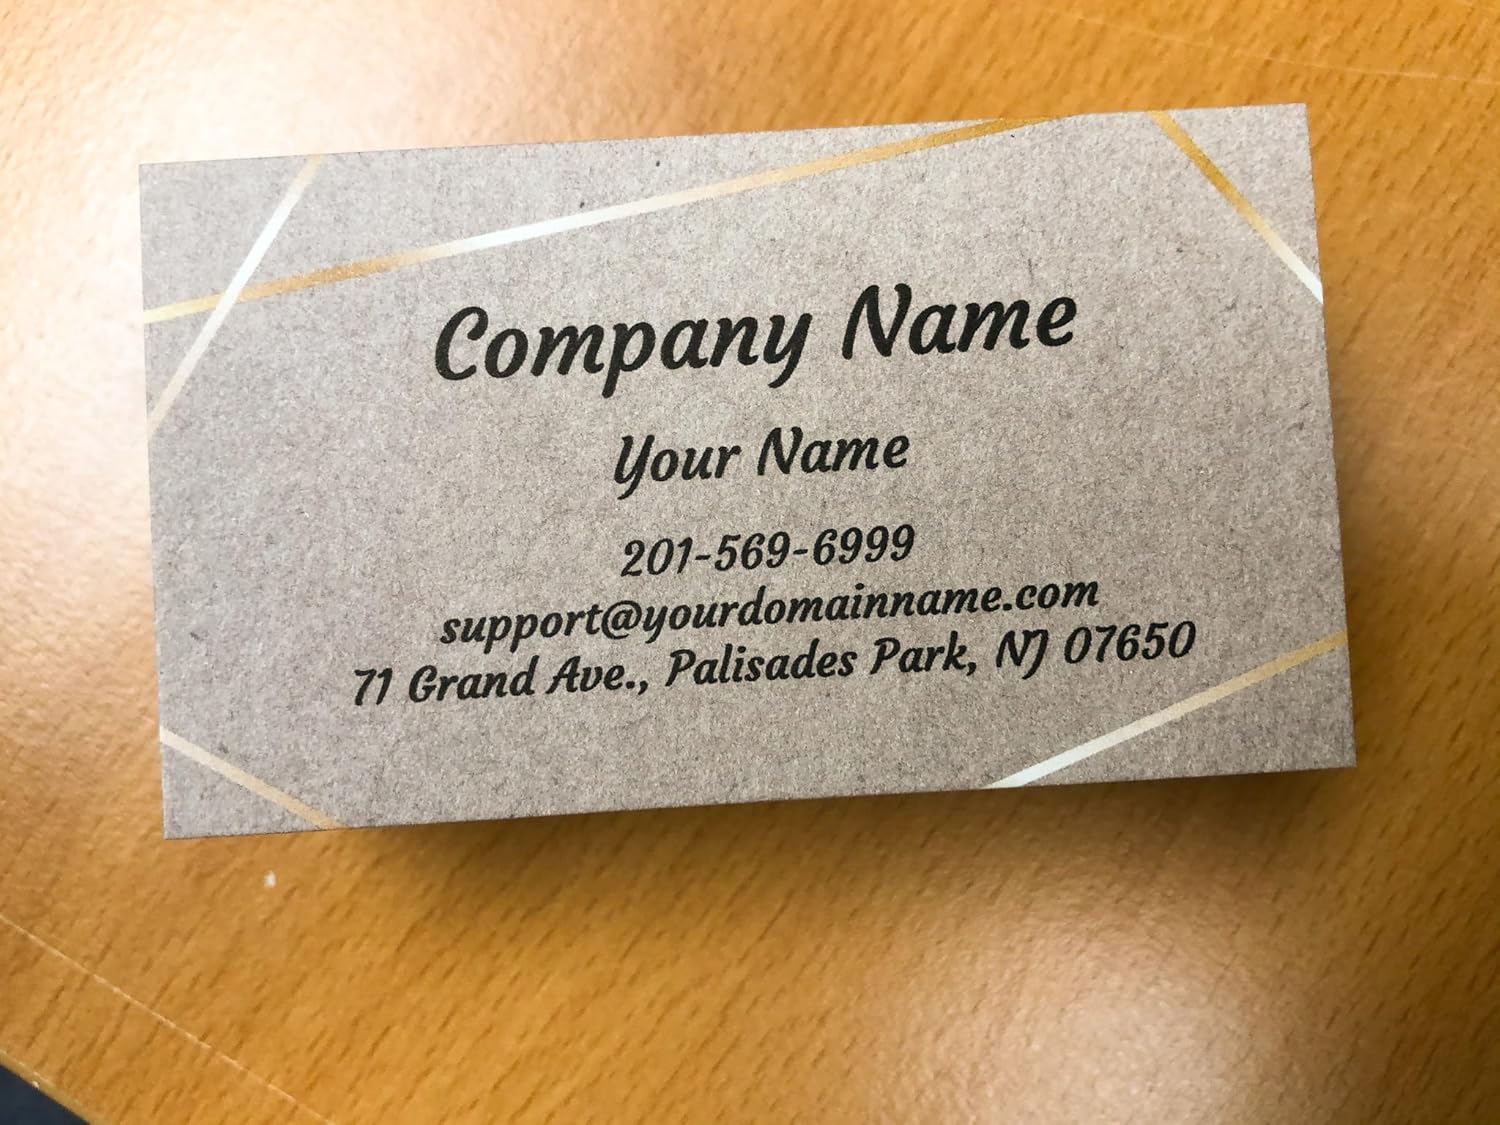 Company Name
Your Name
201-569-6999
support@yourdomainname.com
71 Grand Ave., Palisades Park, NJ 07650